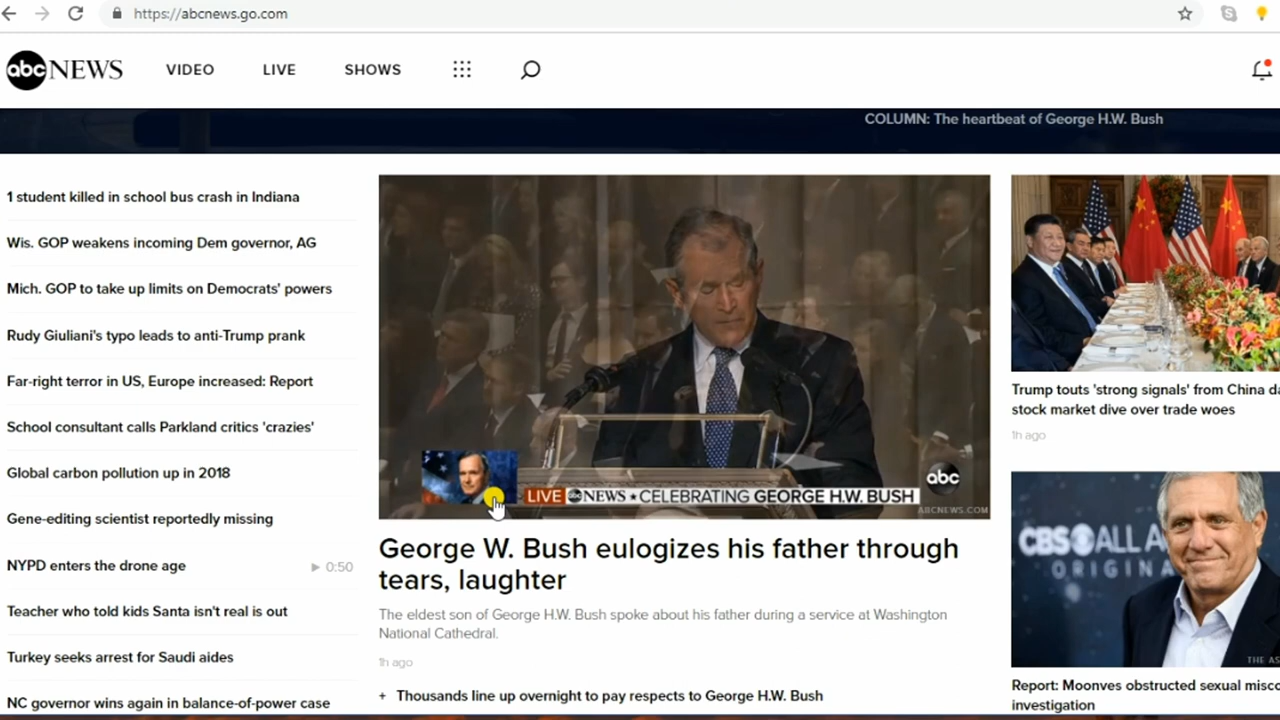 https://abcnews.go.com
abc NEWS VIDEO LIVE SHOWS
COLUMN: The heartbeat of George H.W. Bush
1 student killed in school bus crash in Indiana
Wis. GOP weakens incoming Dem governor, AG
Mich. GOP to take up limits on Democrats' powers
Rudy Giuliani's typo leads to anti-Trump prank
Far-right terror in US, Europe increased: Report
School consultant calls Parkland critics 'crazies'
Global carbon pollution up in 2018
Gene-editing scientist reportedly missing
NYPD enters the drone age 0:50
Teacher who told kids Santa isn't real is out
Turkey seeks arrest for Saudi aides
NC governor wins again in balance-of-power case
abc
LIVE abc NEWS ★ CELEBRATING GEORGE H.W. BUSH
ABCNEWS.COM
George W. Bush eulogizes his father through
tears, laughter
The eldest son of George H.W. Bush spoke about his father during a service at Washington
National Cathedral.
1h ago
+ Thousands line up overnight to pay respects to George H.W. Bush
Trump touts 'strong signals' from China da
stock market dive over trade woes
1h ago
CBS ALL A
ORIGINA
THE AS
Report: Moonves obstructed sexual misco
investigation